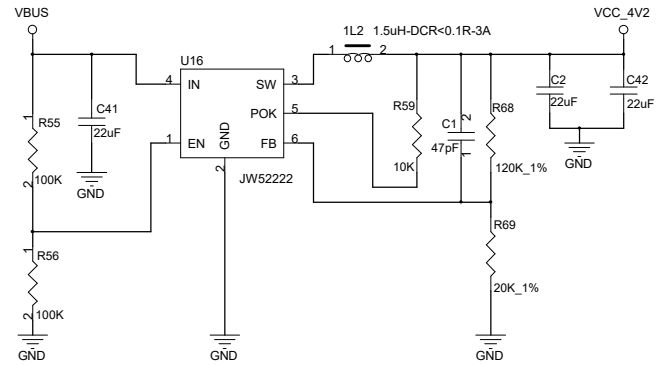 VBUS
VCC_4V2
1L2 1.5uH-DCR<0.1R-3A
1
2
U16
4
IN
SW
3
POK
5
1
EN
GND
FB
6
2
JW52222
C41
22uF
GND
1
R55
2
100K
1
R56
2
100K
GND
GND
R59
10K
C1
2
47pF
1
R68
120K_1%
R69
20K_1%
GND
C2
22uF
C42
22uF
GND